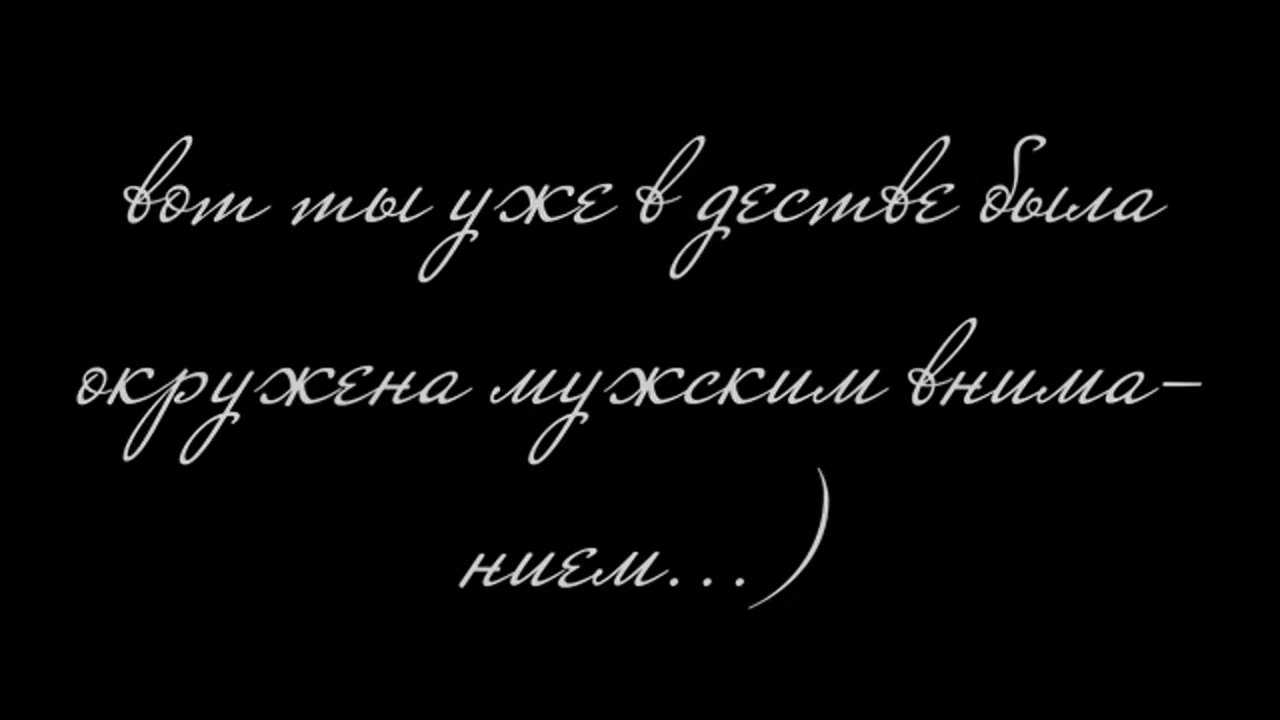 вот ты уже в дестве была
окружена мужским внима-
нием...)